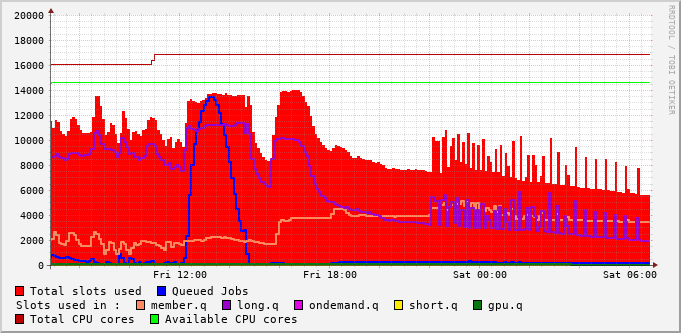 RRDTOOL / TOBI OETIKER
20000
18000
16000
14000
12000
10000
8000
6000
4000
2000
0
Fri 12:00 Fri 18:00 Sat 00:00 Sat 06:00
Total slots used Queued Jobs
Slots used in : member.q long.q ondemand.q short.q gpu.q
Total CPU cores Available CPU cores